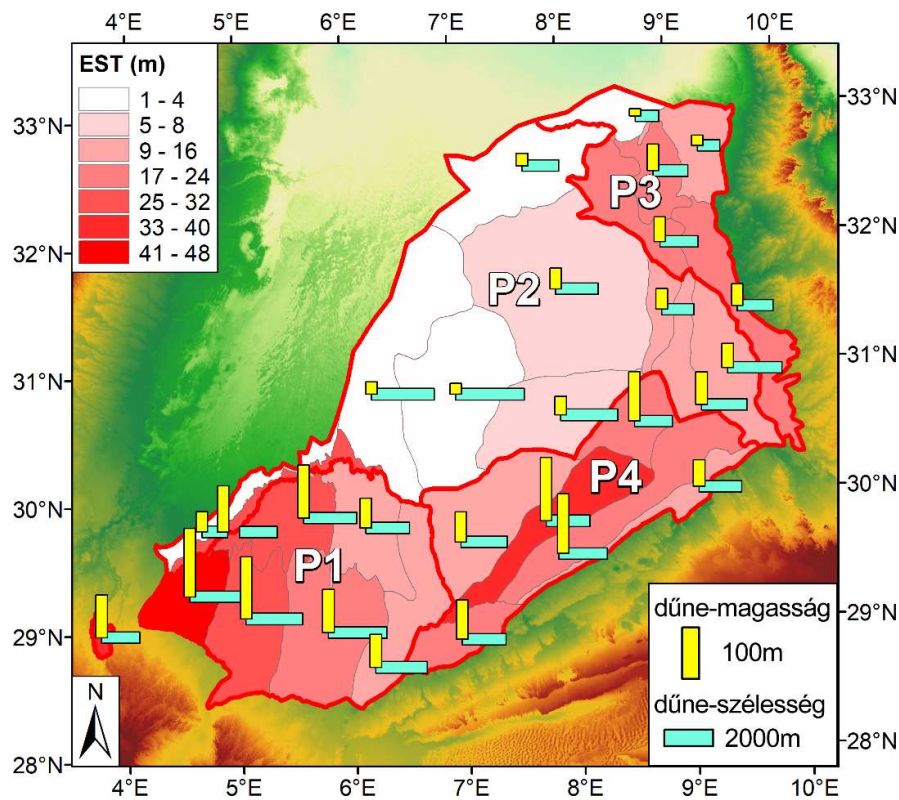 4°E 5°E 6°E 7°E 8°E 9°E 10°E
EST (m)
1 - 4
5 - 8
9 - 16
17 - 24
25 - 32
33 - 40
41 - 48
33°N
32°N
31°N
30°N
29°N
28°N
33°N
32°N
31°N
30°N
29°N
28°N
P3
P2
P4
P1
dűne-magasság
100m
dűne-szélesség
2000m
N
4°E 5°E 6°E 7°E 8°E 9°E 10°E